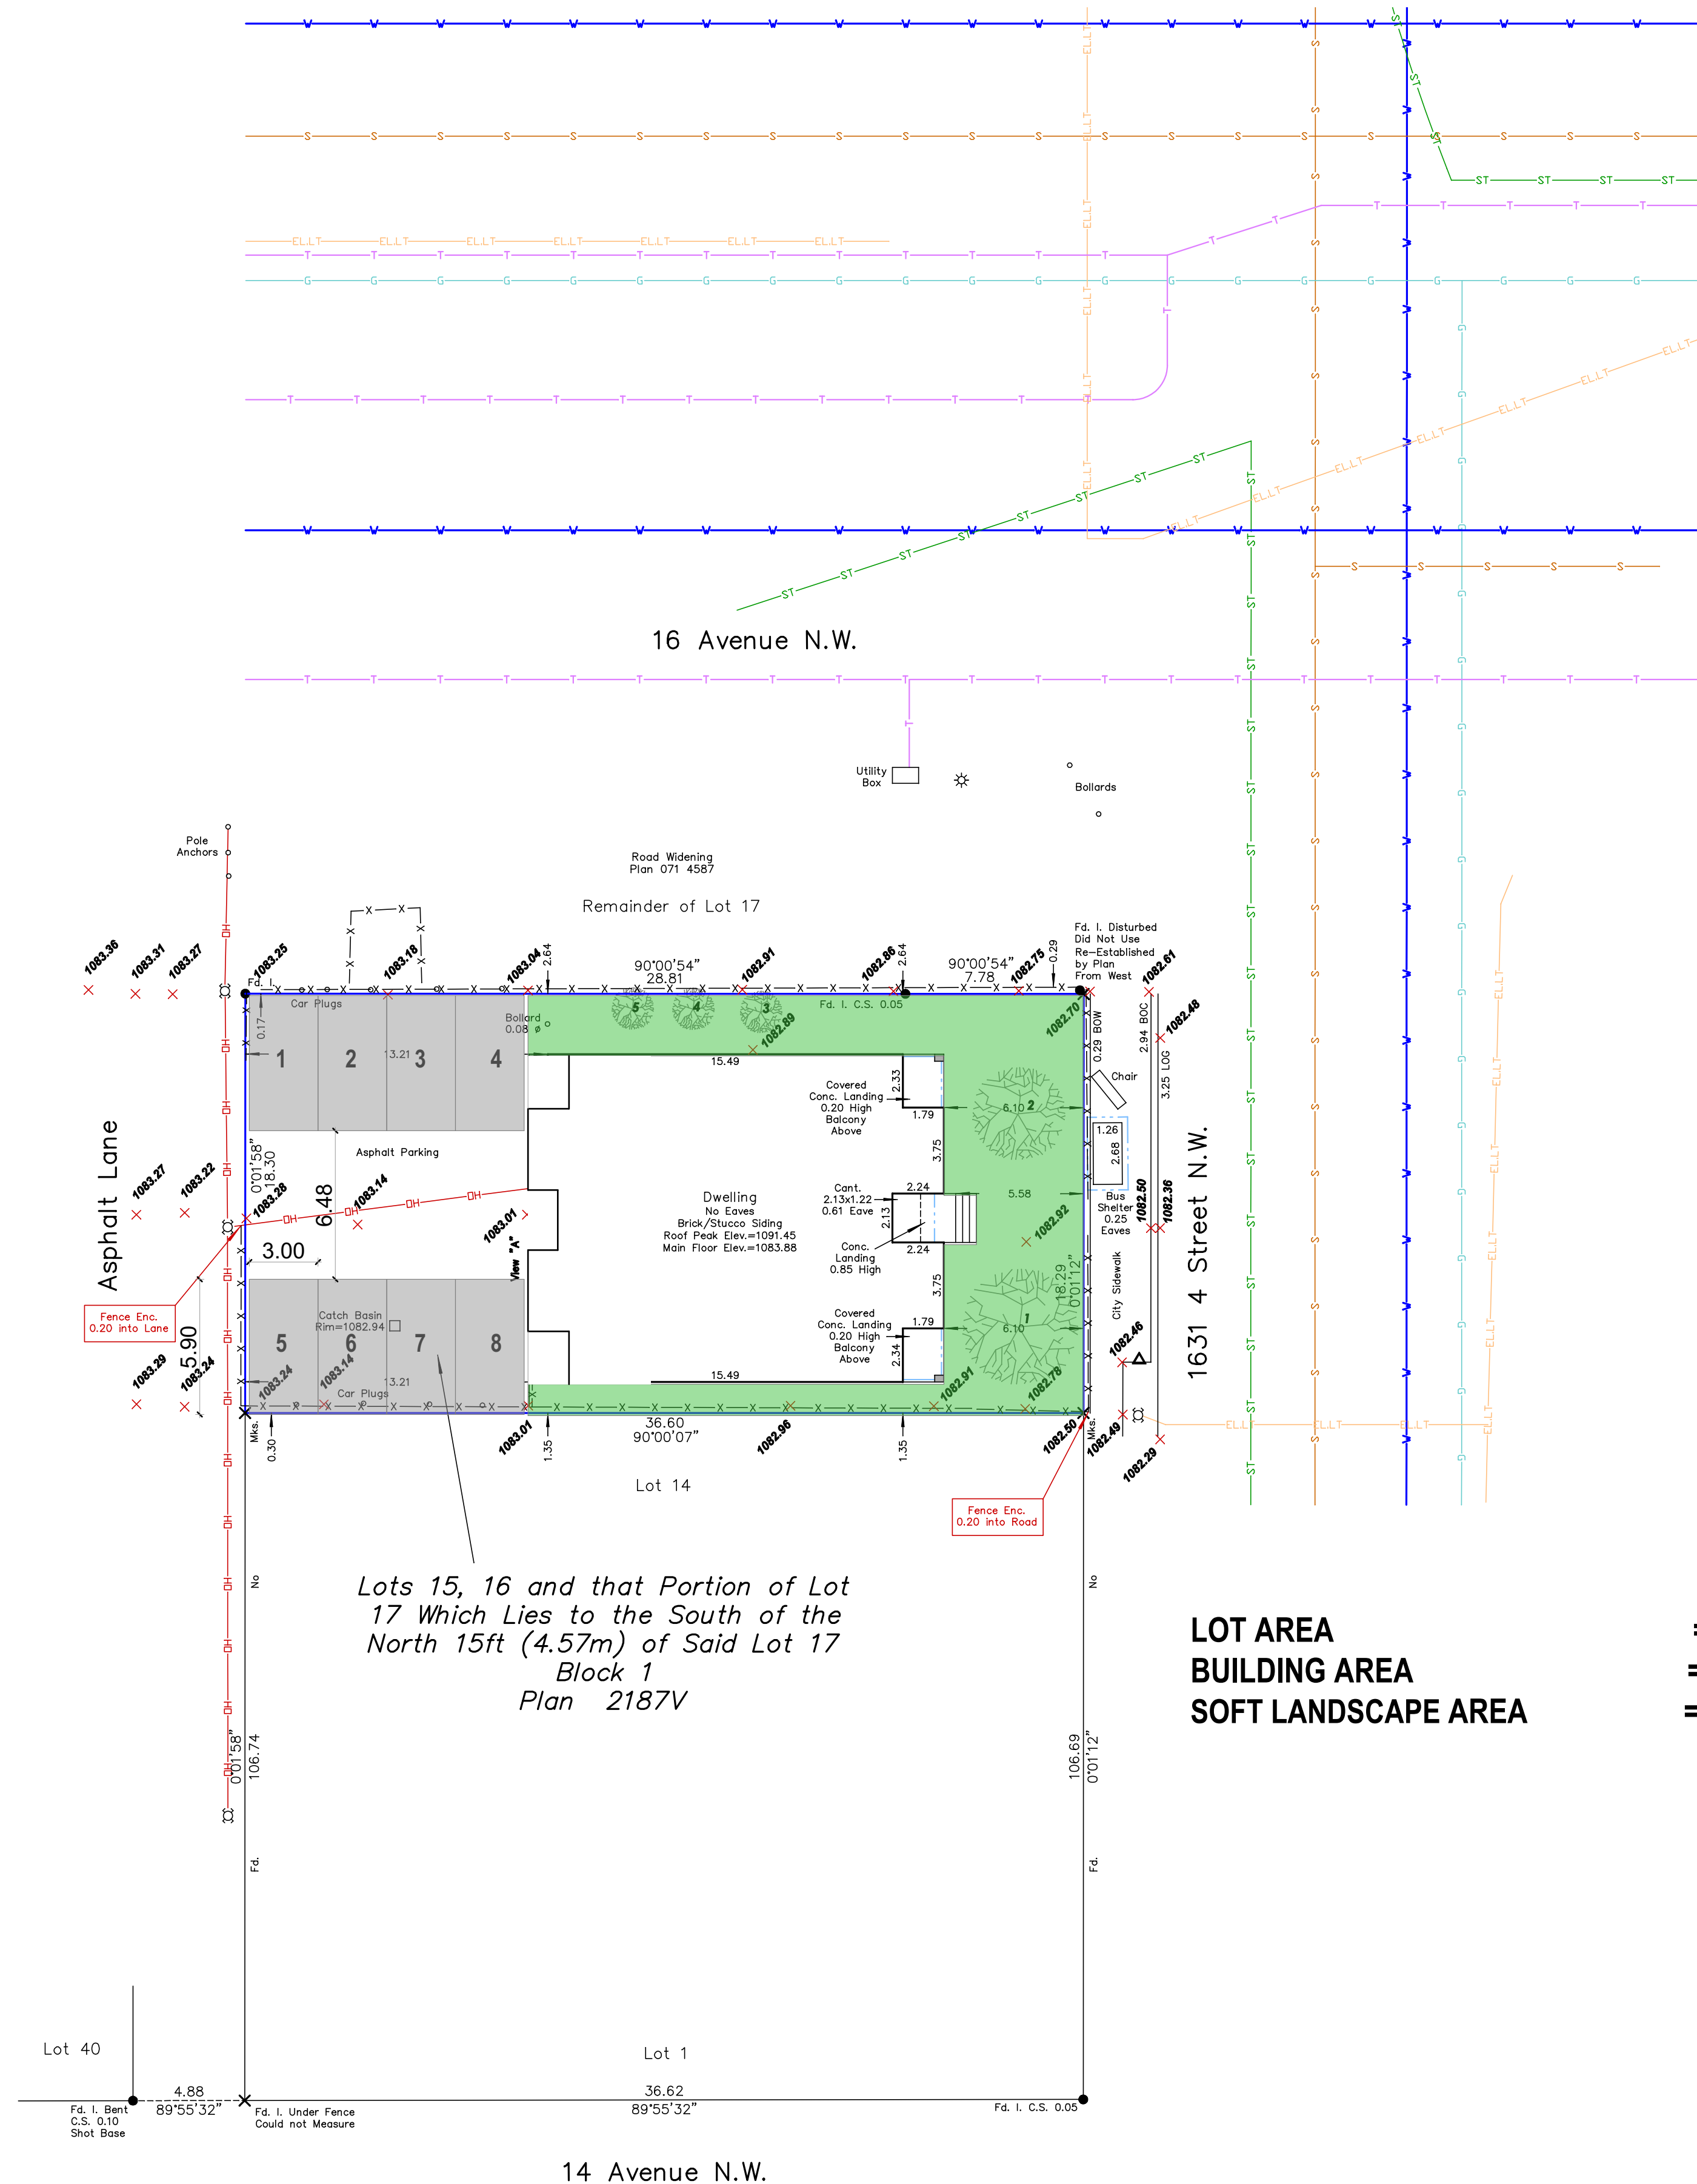 16 Avenue N.W.
Utility
Box
Bollards
Pole
Anchors
Road Widening
Plan 071 4587
Remainder of Lot 17
Fd. I. Disturbed
Did Not Use
Re-Established
by Plan
From West
1083.36
1083.31
1083.27
1083.25
1083.18
1083.04
2.64
90°00'54"
28.81
1082.91
1082.86
2.64
90°00'54"
7.78
1082.75
0.29
1082.61
Fd. I.
Car Plugs
0.17
Bollard
0.08 ø
5
4
3
Fd. I. C.S. 0.05
1082.89
1082.70
0.29 BOW
2.94 BOC
1082.48
3.25 LOG
1
2
13.21
3
4
15.49
Covered
Conc. Landing
0.20 High
Balcony
Above
2.33
1.79
6.10
2
Chair
1.26
2.68
Asphalt Lane
0°01'58"
18.30
Asphalt Parking
3.75
1083.27
1083.22
1083.28
6.48
1083.14
1083.01
View "A"
Dwelling
No Eaves
Brick/Stucco Siding
Roof Peak Elev.=1091.45
Main Floor Elev.=1083.88
Cant.
2.13x1.22
0.61 Eave
2.24
2.13
2.24
5.58
1082.92
Conc.
Landing
0.85 High
Bus
Shelter
0.25
Eaves
1082.50
1082.36
1631 4 Street N.W.
3.00
3.75
18.29
0°01'12"
City Sidewalk
Fence Enc.
0.20 into Lane
5.90
Catch Basin
Rim=1082.94
5
6
7
8
Covered
Conc. Landing
0.20 High
Balcony
Above
1.79
2.34
6.10
1
1082.46
1083.29
1083.24
1083.24
1083.14
Car Plugs
13.21
15.49
1082.91
1082.78
Mks.
0.30
1083.01
1.35
36.60
90°00'07"
1082.96
1.35
1082.50
Mks.
1082.49
1082.29
Lot 14
Fence Enc.
0.20 into Road
No
No
Lots 15, 16 and that Portion of Lot
17 Which Lies to the South of the
North 15ft (4.57m) of Said Lot 17
Block 1
Plan 2187V
LOT AREA =
BUILDING AREA =
SOFT LANDSCAPE AREA =
0°01'58"
106.74
106.69
0°01'12"
Fd.
Fd.
Lot 40
Lot 1
4.88
89°55'32"
36.62
89°55'32"
Fd. I. Bent
C.S. 0.10
Shot Base
Fd. I. Under Fence
Could not Measure
Fd. I. C.S. 0.05
14 Avenue N.W.